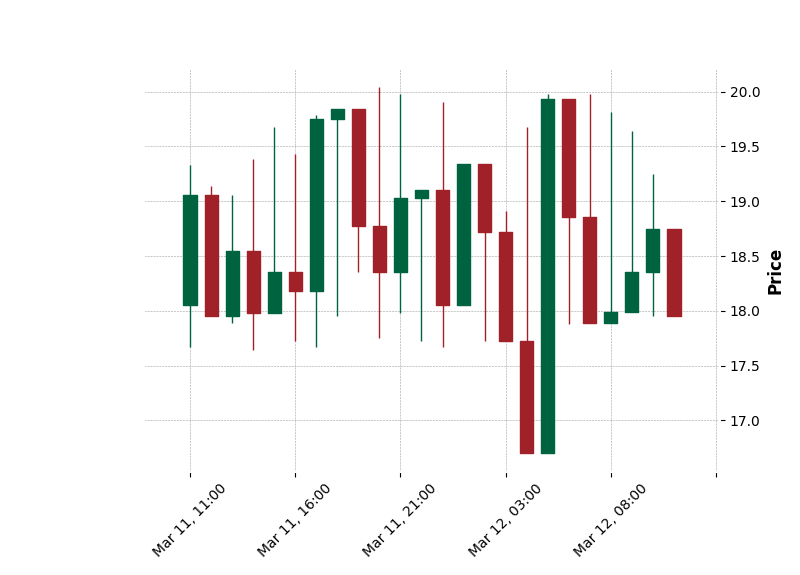 20.0
19.5
19.0
18.5
18.0
17.5
17.0
Price
Mar 11, 11:00
Mar 11, 16:00
Mar 11, 21:00
Mar 12, 03:00
Mar 12, 08:00